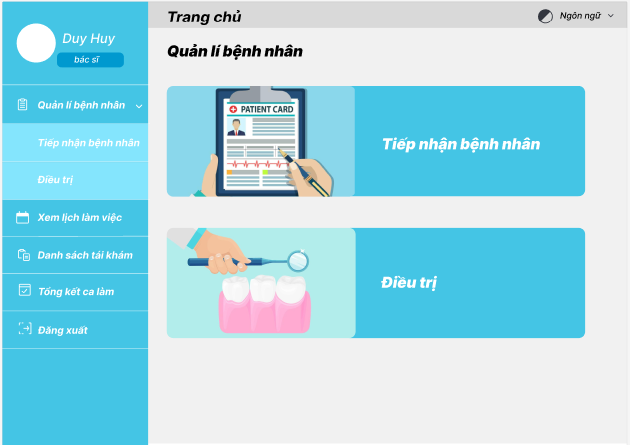 Duy Huy
bác sĩ
Quản lí bệnh nhân
Tiếp nhận bệnh nhân
Điều trị
Xem lịch làm việc
Danh sách tái khám
Tổng kết ca làm
Đăng xuất
Trang chủ
Ngôn ngữ
Quản lí bệnh nhân
PATIENT CARD
Tiếp nhận bệnh nhân
Điều trị